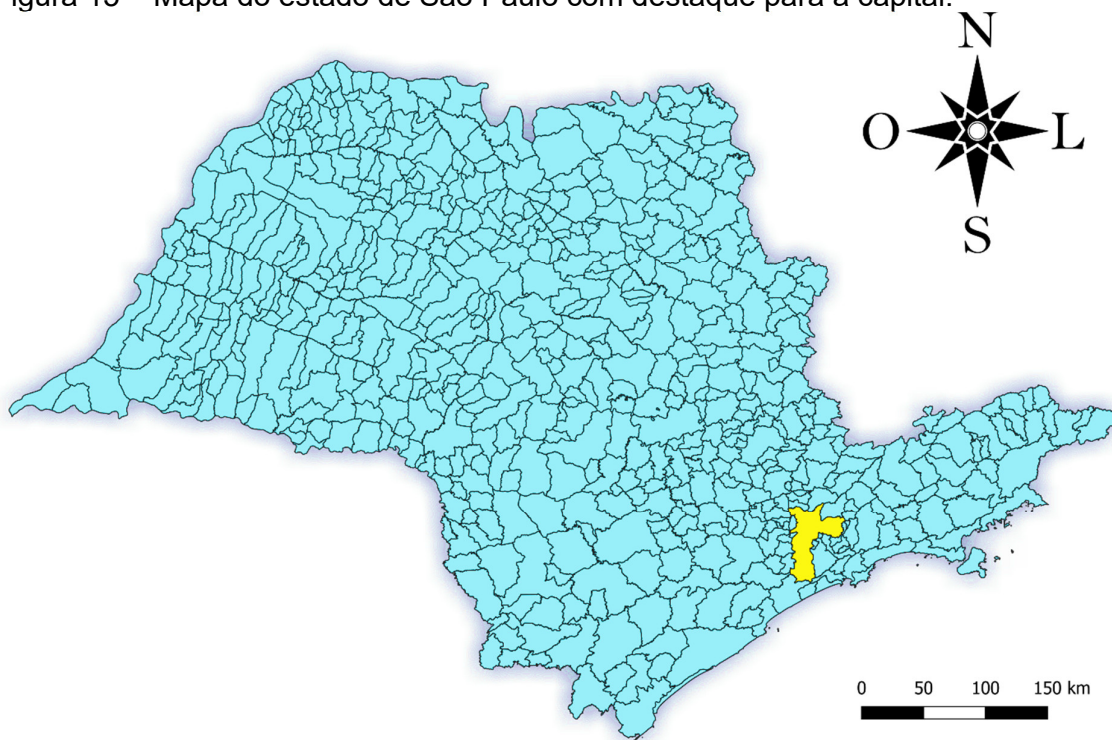 igura 15 – Mapa do estado de São Paulo com destaque para a capital.
N
O L
S
0 50 100 150 km